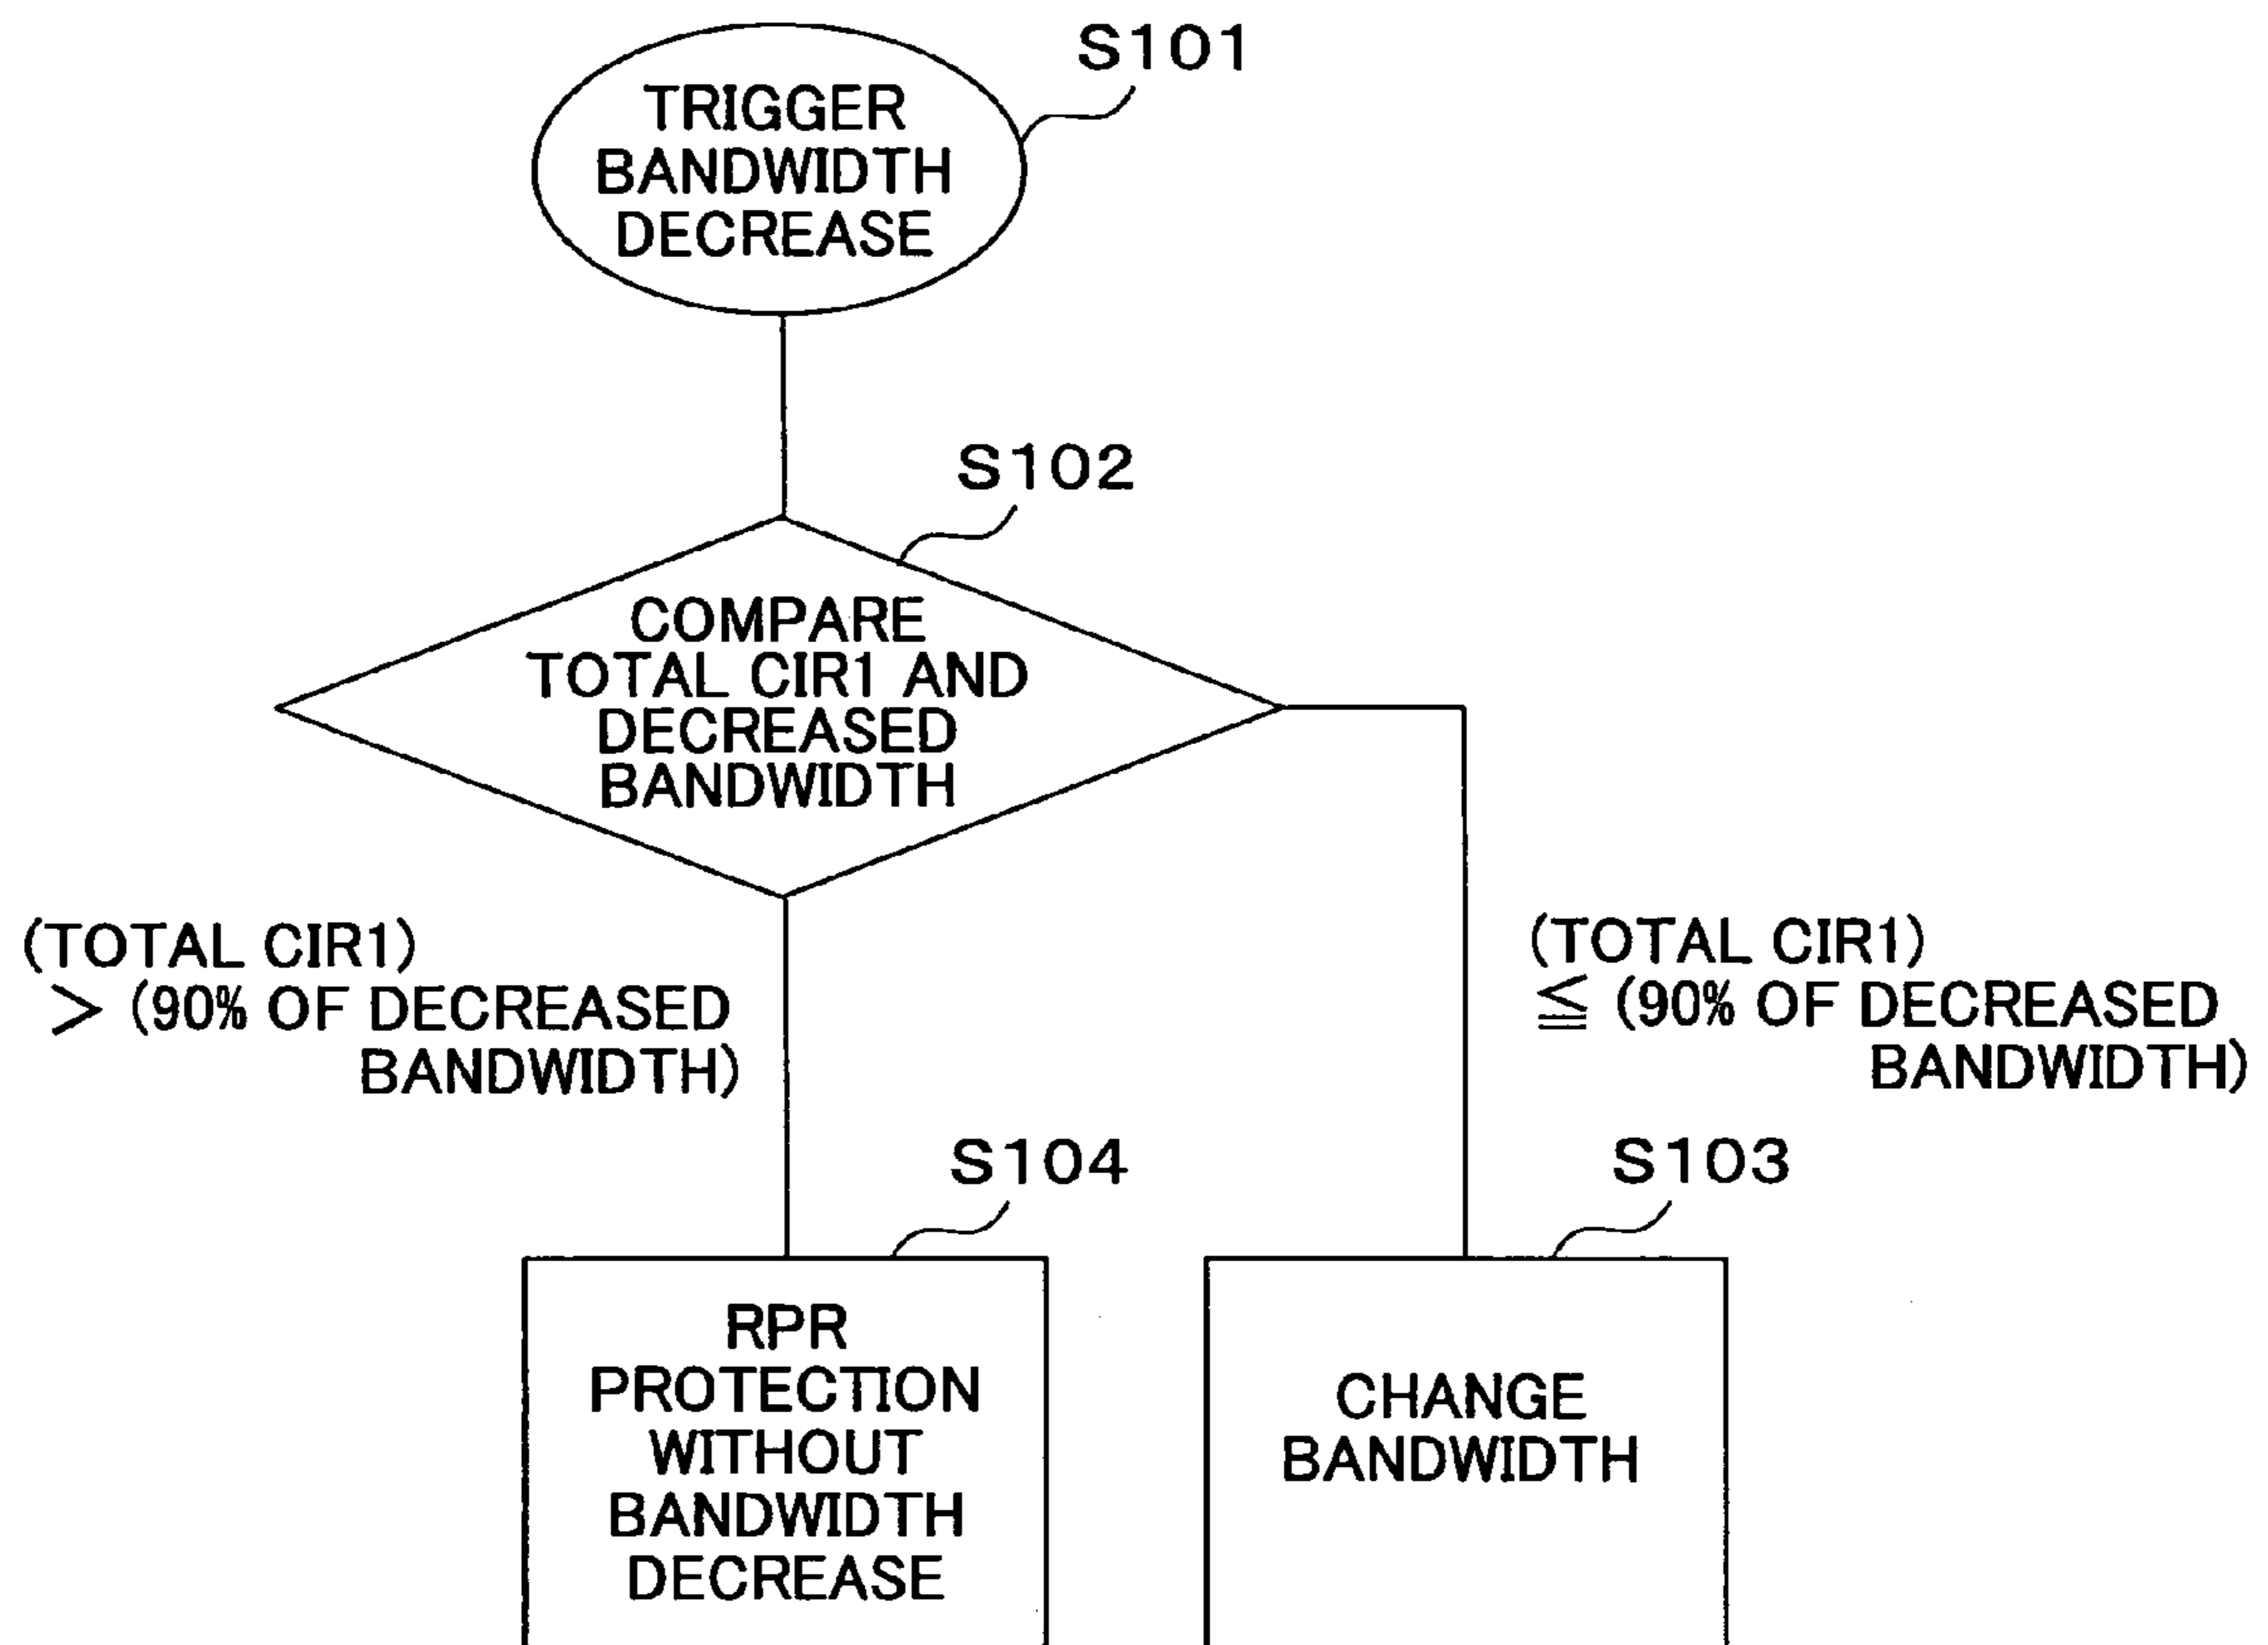 S101
TRIGGER
BANDWIDTH
DECREASE
S102
COMPARE
TOTAL CIR1 AND
DECREASED
BANDWIDTH
(TOTAL CIR1)
> (90% OF DECREASED
BANDWIDTH)
(TOTAL CIR1)
≦ (90% OF DECREASED
BANDWIDTH)
S104
RPR
PROTECTION
WITHOUT
BANDWIDTH
DECREASE
S103
CHANGE
BANDWIDTH